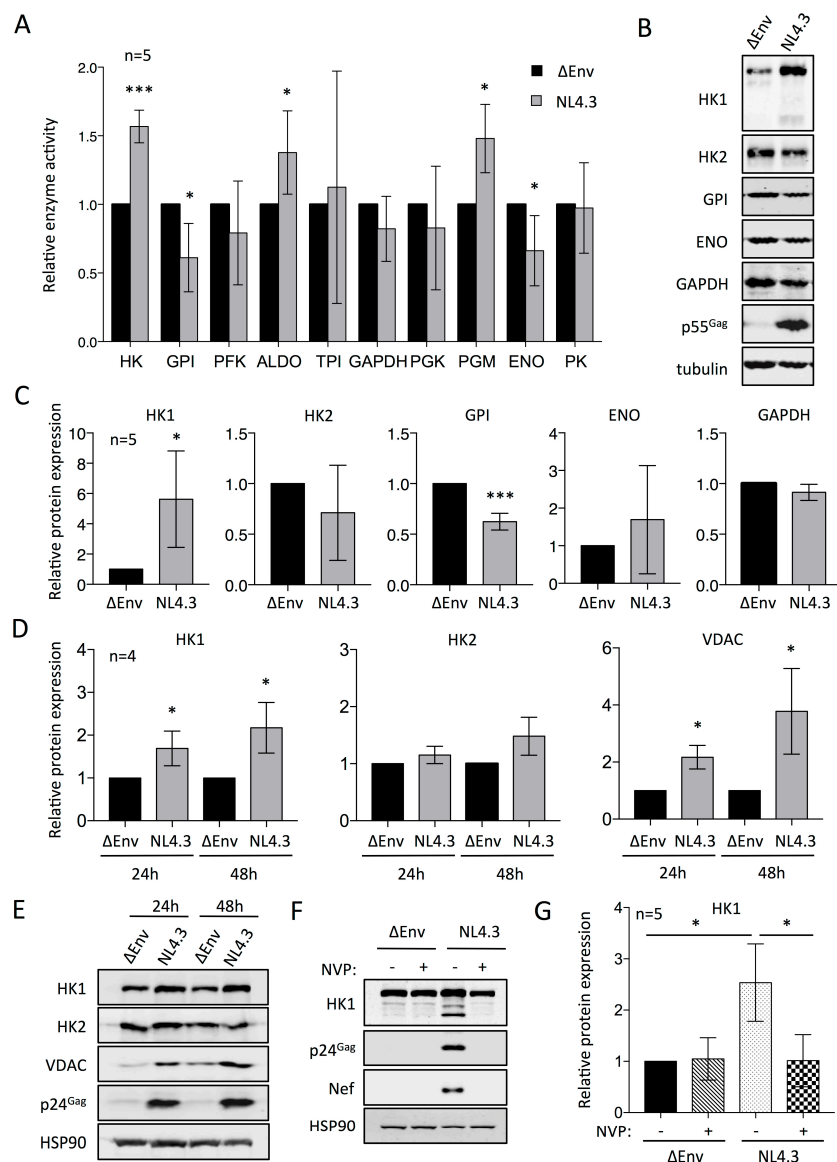 A
n=5
ΔEnv
NL4.3
Relative enzyme activity
2.0
1.5
1.0
0.5
0.0
***
*
*
*
*
HK GPI PFK ALDO TPI GAPDH PGK PGM ENO PK
B
ΔEnv NL4.3
HK1
HK2
GPI
ENO
GAPDH
p55Gag
tubulin
C
Relative protein expression
HK1
n=5
*
10
8
6
4
2
0
ΔEnv NL4.3
HK2
1.5
1.0
0.5
0.0
ΔEnv NL4.3
GPI
***
1.5
1.0
0.5
0.0
ΔEnv NL4.3
ENO
4
3
2
1
0
ΔEnv NL4.3
GAPDH
1.5
1.0
0.5
0.0
ΔEnv NL4.3
D
Relative protein expression
HK1
n=4
*
*
4
3
2
1
0
ΔEnv NL4.3 ΔEnv NL4.3
24h 48h
HK2
3
2
1
0
ΔEnv NL4.3 ΔEnv NL4.3
24h 48h
VDAC
*
*
6
4
2
0
ΔEnv NL4.3 ΔEnv NL4.3
24h 48h
E
24h 48h
ΔEnv NL4.3 ΔEnv NL4.3
HK1
HK2
VDAC
p24Gag
HSP90
F
ΔEnv NL4.3
NVP: - + - +
HK1
p24Gag
Nef
HSP90
G
Relative protein expression
HK1
n=5
* *
4
3
2
1
0
NVP: - + - +
ΔEnv NL4.3